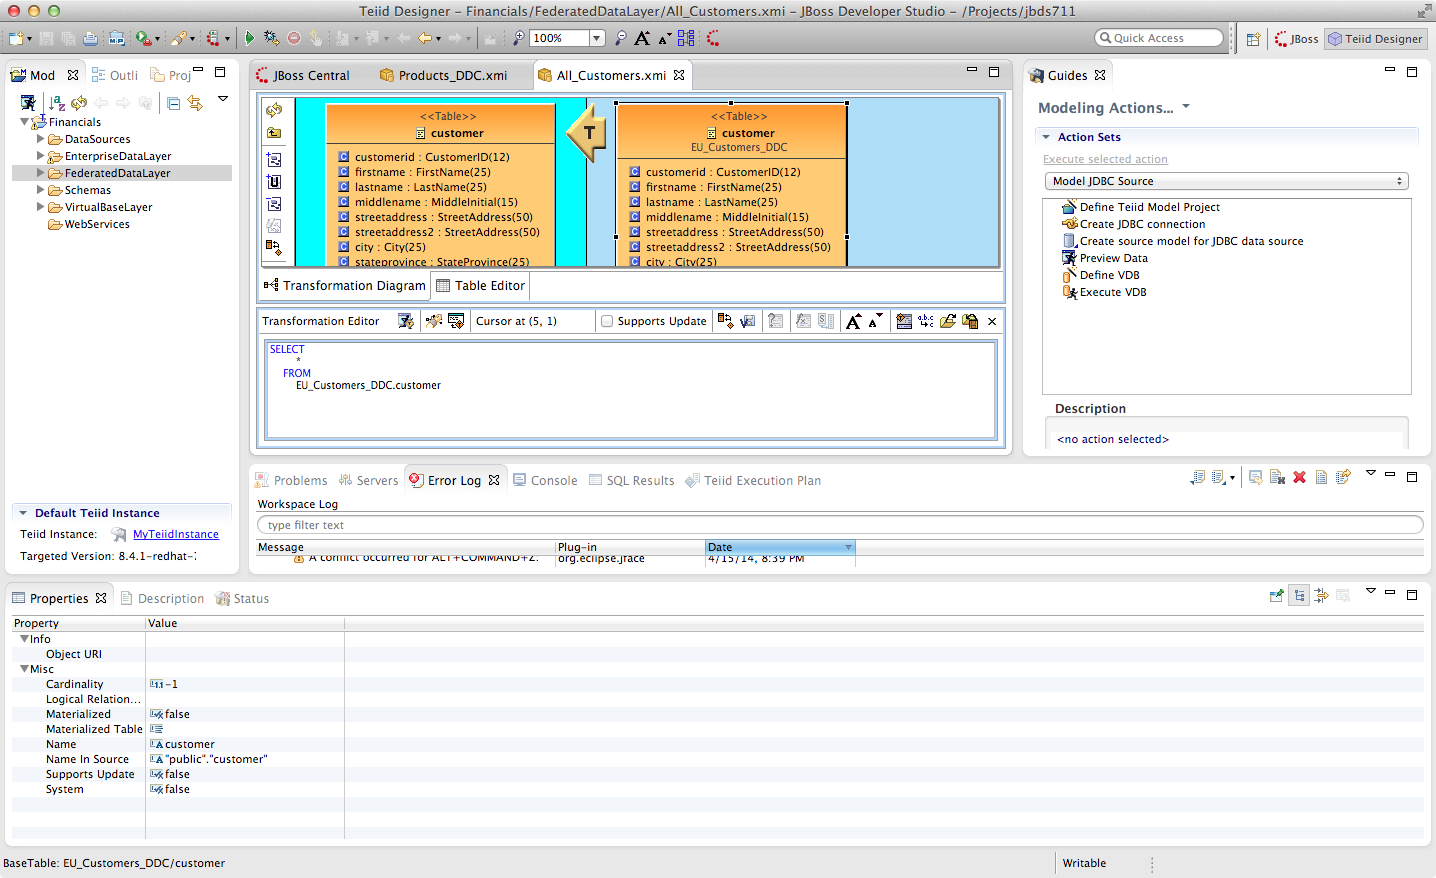 Teiid Designer – Financials/FederatedDataLayer/All_Customers.xmi – JBoss Developer Studio – /Projects/jbds711
100%
Quick Access
JBoss
Teiid Designer
Mod
Outli
Proj
Financials
DataSources
EnterpriseDataLayer
FederatedDataLayer
Schemas
VirtualBaseLayer
WebServices
Default Teiid Instance
Teiid Instance:
MyTeiidInstance
Targeted Version: 8.4.1-redhat-7
JBoss Central
Products_DDC.xmi
All_Customers.xmi
<<Table>>
customer
customerid : CustomerID(12)
firstname : FirstName(25)
lastname : LastName(25)
middlename : MiddleInitial(15)
streetaddress : StreetAddress(50)
streetaddress2 : StreetAddress(50)
city : City(25)
stateprovince : StateProvince(25)
T
<<Table>>
customer
EU_Customers_DDC
customerid : CustomerID(12)
firstname : FirstName(25)
lastname : LastName(25)
middlename : MiddleInitial(15)
streetaddress : StreetAddress(50)
streetaddress2 : StreetAddress(50)
city : City(25)
Transformation Diagram
Table Editor
Transformation Editor
Cursor at (5, 1)
Supports Update
SELECT
*
FROM
EU_Customers_DDC.customer
Guides
Modeling Actions...
Action Sets
Execute selected action
Model JDBC Source
Define Teiid Model Project
Create JDBC connection
Create source model for JDBC data source
Preview Data
Define VDB
Execute VDB
Description
<no action selected>
Problems
Servers
Error Log
Console
SQL Results
Teiid Execution Plan
Workspace Log
type filter text
Message
Plug-in
Date
A conflict occurred for ALT+COMMAND+Z:
org.eclipse.jface
4/15/14, 8:39 PM
Properties
Description
Status
Property
Value
Info
Object URI
Misc
Cardinality
-1
Logical Relation...
Materialized
false
Materialized Table
Name
customer
Name In Source
"public"."customer"
Supports Update
false
System
false
BaseTable: EU_Customers_DDC/customer
Writable